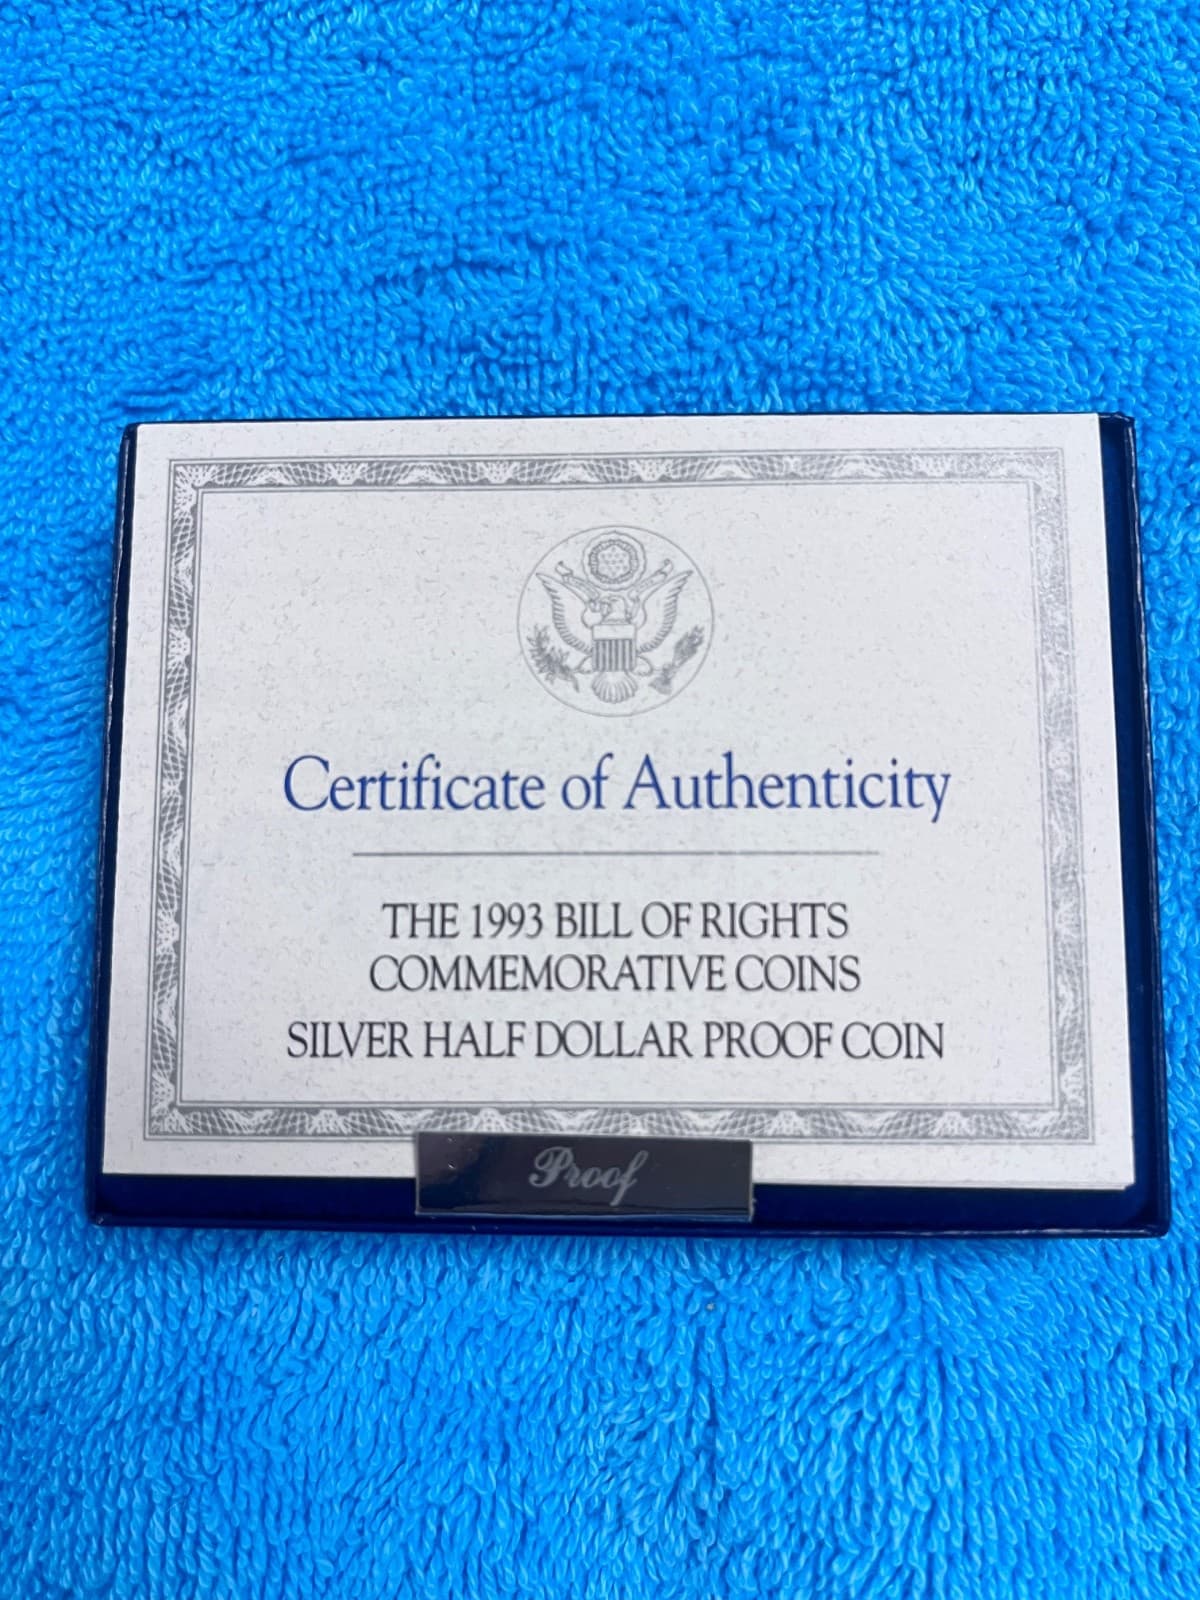 Certificate of Authenticity
THE 1993 BILL OF RIGHTS
COMMEMORATIVE COINS
SILVER HALF DOLLAR PROOF COIN
Proof